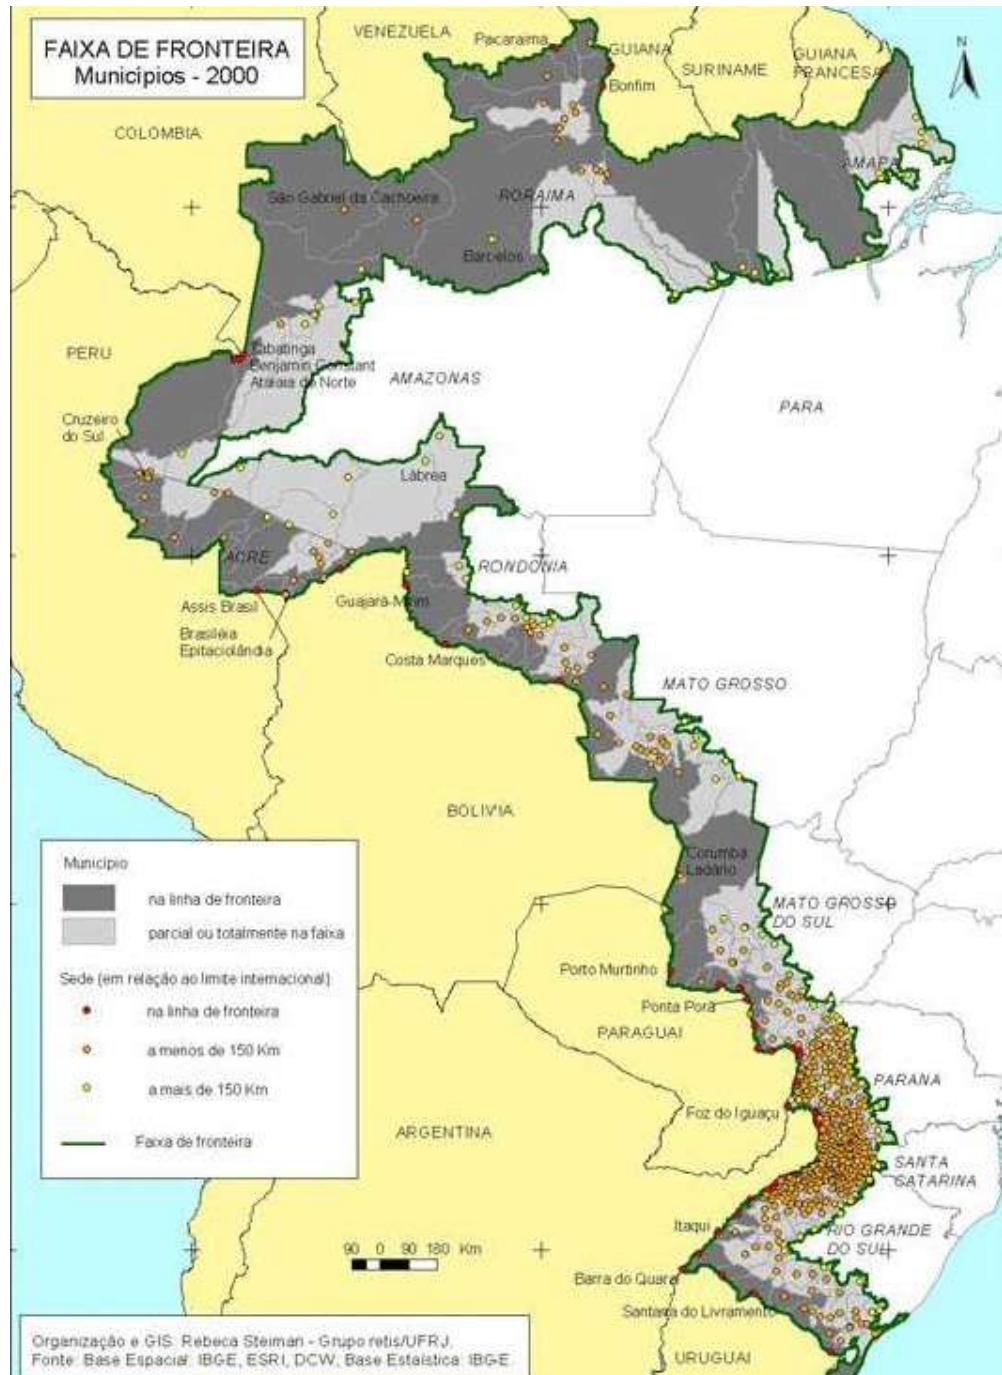 FAIXA DE FRONTEIRA
Municípios - 2000
N
VENEZUELA
Pacaraima
GUIANA
Bonfim
SURINAME
GUIANA
FRANCESA
COLOMBIA
AMAPA
São Gabriel da Cachoeira
RORAIMA
Barcelos
PERU
Tabatinga
Benjamin Constant
Atalaia do Norte
AMAZONAS
PARA
Cruzeiro
do Sul
Lábrea
ACRE
RONDONIA
Assis Brasil
Guajará-Mirim
Brasiléia
Epitaciolândia
Costa Marques
MATO GROSSO
BOLIVIA
Corumba
Ladário
MATO GROSSO
DO SUL
Porto Murtinho
Ponta Porã
PARAGUAI
PARANA
Foz do Iguaçu
ARGENTINA
SANTA
CATARINA
Itaqui
RIO GRANDE
DO SUL
Barra do Quarai
Santana do Livramento
URUGUAI
Município
na linha de fronteira
parcial ou totalmente na faixa
Sede (em relação ao limite internacional)
na linha de fronteira
a menos de 150 Km
a mais de 150 Km
Faixa de fronteira
90 0 90 180 Km
Organização e GIS: Rebeca Steiman - Grupo retis/UFRJ.
Fonte: Base Espacial: IBGE, ESRI, DCW, Base Estatística: IBGE